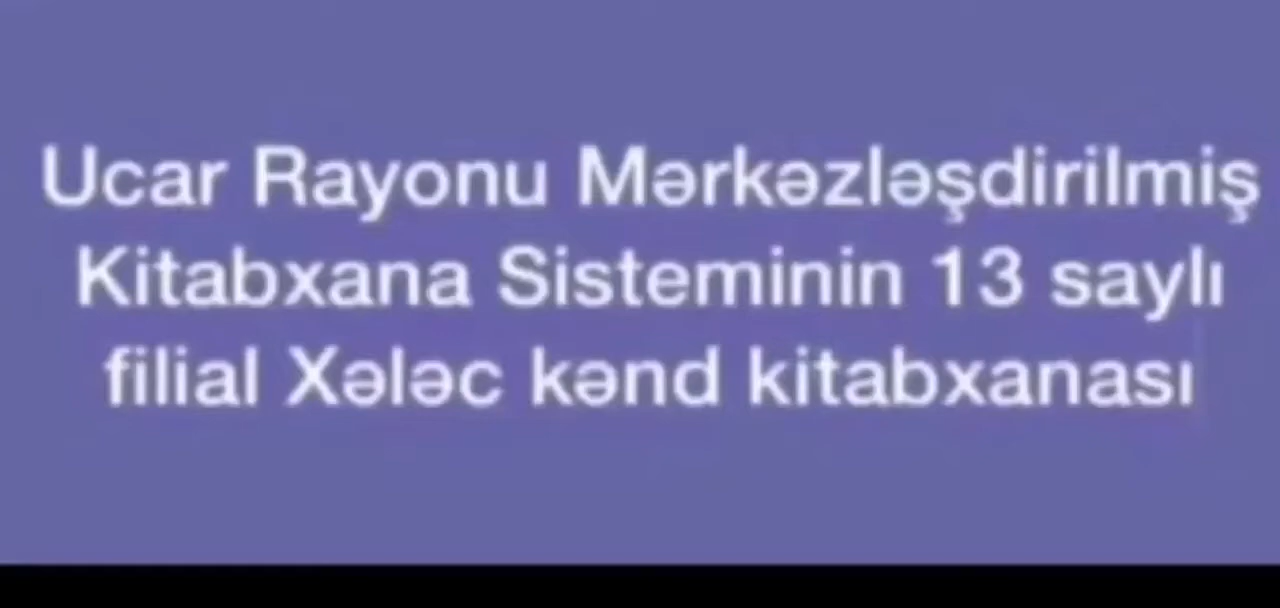 Ucar Rayonu Mərkəzləşdirilmiş
Kitabxana Sisteminin 13 saylı
filial Xələc kənd kitabxanası